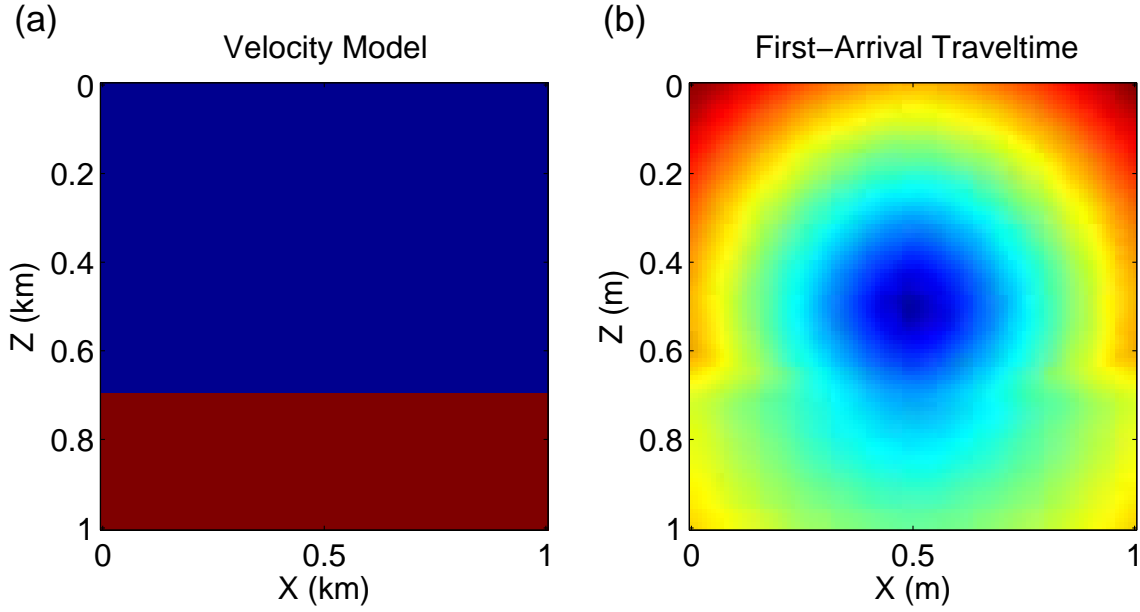 (a)
Velocity Model
0
0.2
0.4
0.6
0.8
1
Z (km)
0
0.5
1
X (km)
(b)
First−Arrival Traveltime
0
0.2
0.4
0.6
0.8
1
Z (m)
0
0.5
1
X (m)